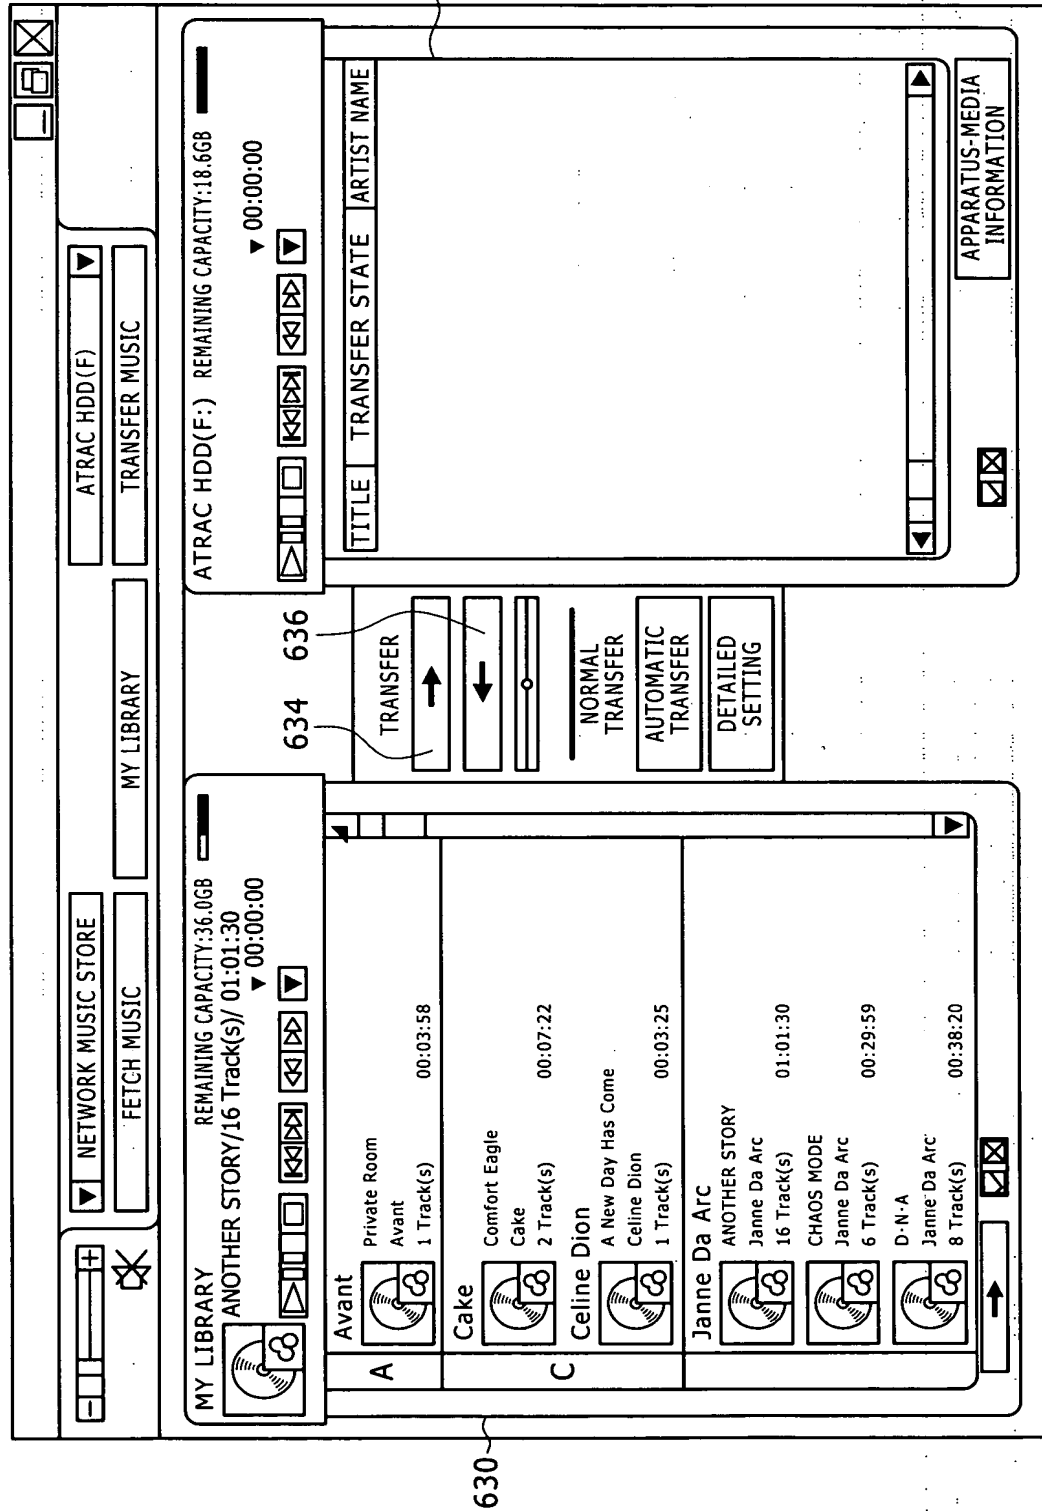 NETWORK MUSIC STORE
ATRAC HDD(F)
FETCH MUSIC
MY LIBRARY
TRANSFER MUSIC
MY LIBRARY
REMAINING CAPACITY:36.0GB
ANOTHER STORY/16 Track(s)/ 01:01:30
00:00:00
A
Avant
Private Room
Avant
1 Track(s) 00:03:58
C
Cake
Comfort Eagle
Cake
2 Track(s) 00:07:22
Celine Dion
A New Day Has Come
Celine Dion
1 Track(s) 00:03:25
Janne Da Arc
ANOTHER STORY
Janne Da Arc
16 Track(s) 01:01:30
CHAOS MODE
Janne Da Arc
6 Track(s) 00:29:59
D·N·A
Janne Da Arc
8 Track(s) 00:38:20
630
634
636
TRANSFER
NORMAL
TRANSFER
AUTOMATIC
TRANSFER
DETAILED
SETTING
ATRAC HDD(F:) REMAINING CAPACITY:18.6GB
00:00:00
TITLE TRANSFER STATE ARTIST NAME
APPARATUS-MEDIA
INFORMATION